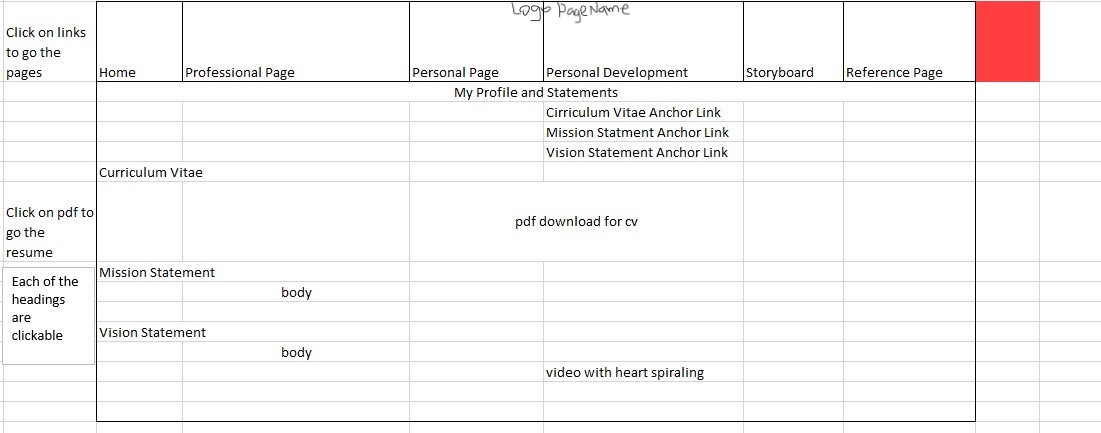 Logo PageName
Click on links
to go the
pages
Home Professional Page Personal Page Personal Development Storyboard Reference Page
My Profile and Statements
Cirriculum Vitae Anchor Link
Mission Statment Anchor Link
Vision Statement Anchor Link
Curriculum Vitae
Click on pdf to
go the
resume
pdf download for cv
Each of the
headings
are
clickable
Mission Statement
body
Vision Statement
body
video with heart spiraling